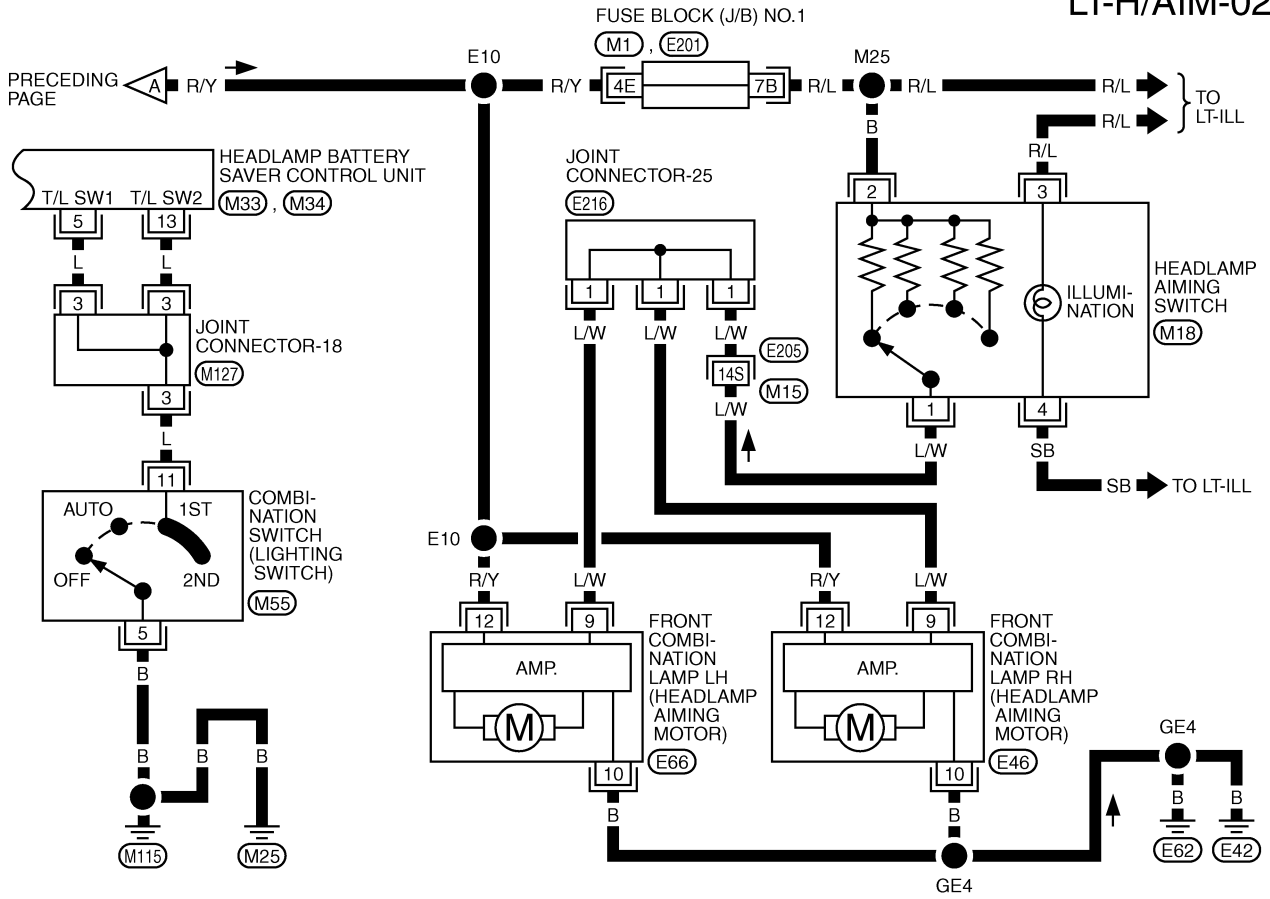 LT-H/AIM-02
FUSE BLOCK (J/B) NO.1
M1 , E201
E10
M25
PRECEDING
PAGE
A
R/Y
R/Y
4E
7B
R/L
R/L
R/L
TO
LT-ILL
R/L
B
R/L
HEADLAMP BATTERY
SAVER CONTROL UNIT
M33 , M34
T/L SW1
T/L SW2
5
13
L
L
3
3
JOINT
CONNECTOR-18
M127
3
L
11
JOINT
CONNECTOR-25
E216
1
1
1
L/W
L/W
L/W
E205
14S
M15
L/W
2
3
ILLUMI-
NATION
HEADLAMP
AIMING
SWITCH
M18
1
4
L/W
SB
SB
TO LT-ILL
AUTO
1ST
OFF
2ND
COMBI-
NATION
SWITCH
(LIGHTING
SWITCH)
M55
5
B
B
B
B
M115
M25
E10
R/Y
L/W
R/Y
L/W
12
9
AMP.
M
10
FRONT
COMBI-
NATION
LAMP LH
(HEADLAMP
AIMING
MOTOR)
E66
12
9
AMP.
M
10
FRONT
COMBI-
NATION
LAMP RH
(HEADLAMP
AIMING
MOTOR)
E46
B
B
GE4
GE4
B
B
E62
E42